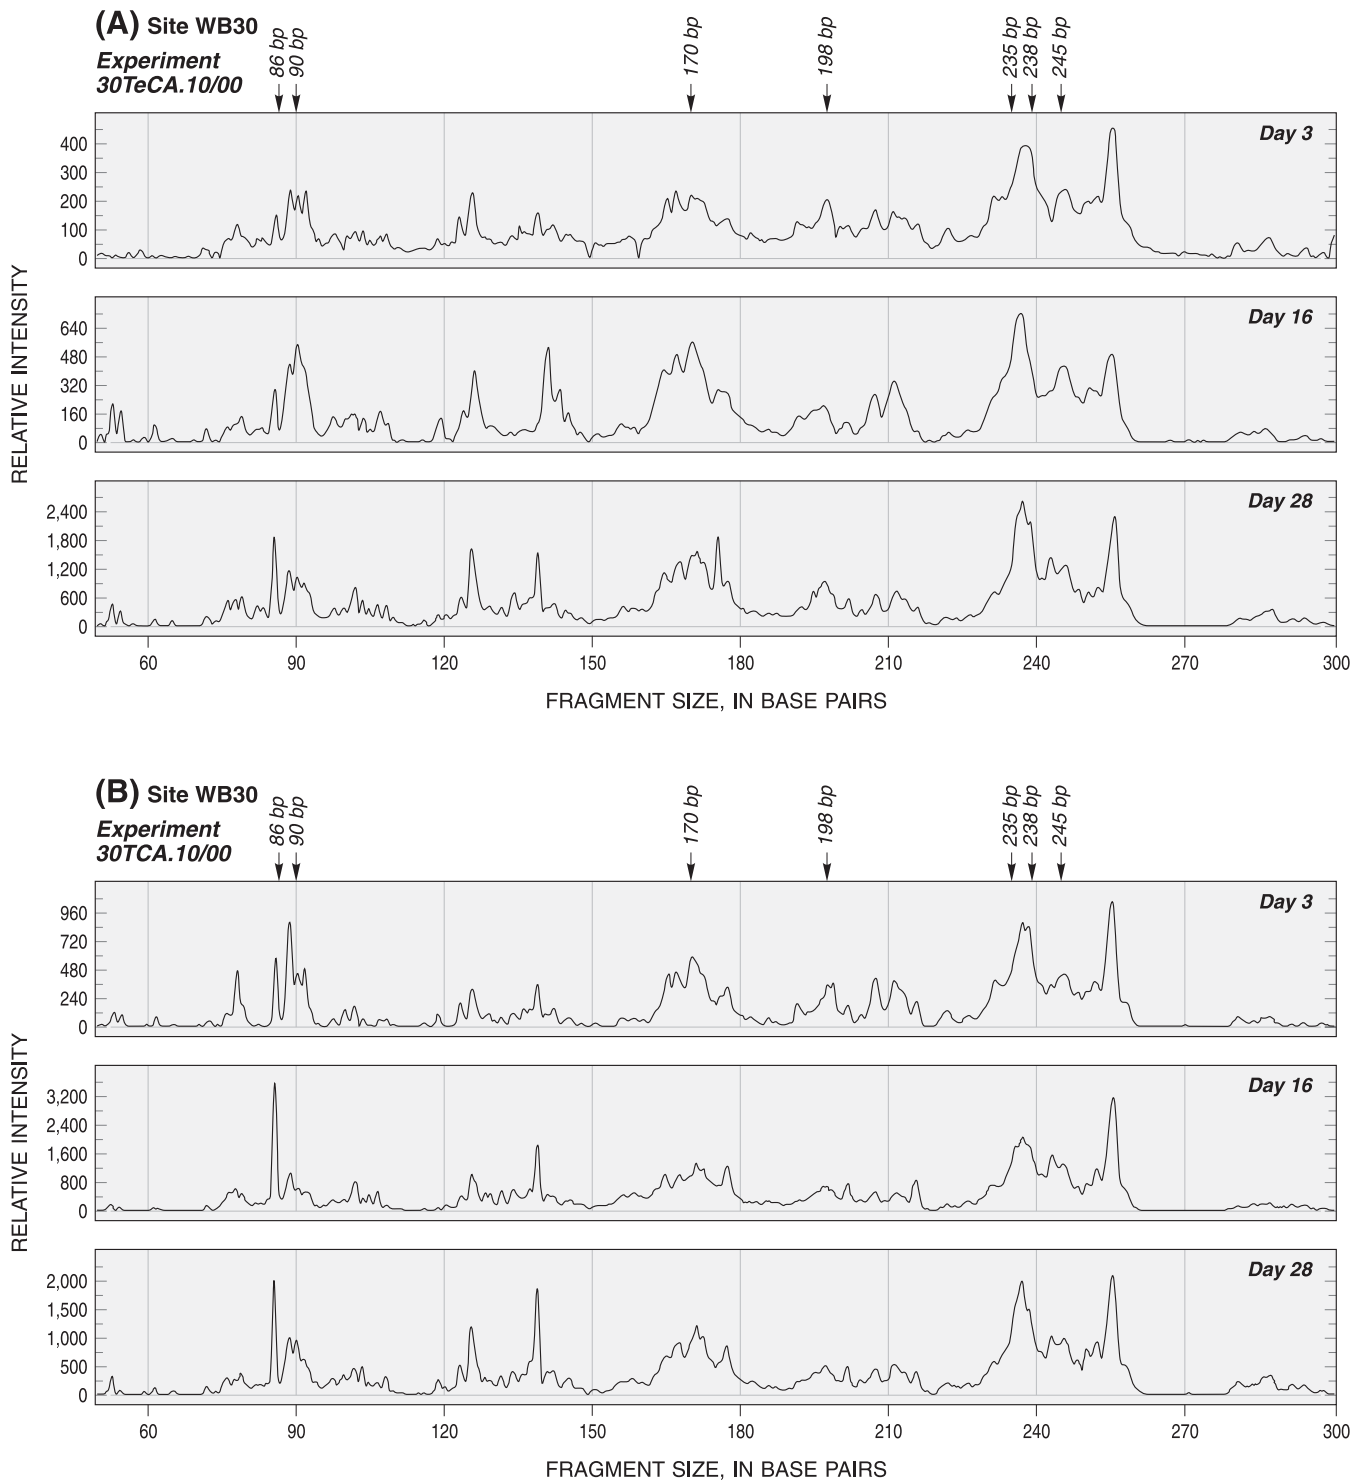 (A) Site WB30
Experiment
30TeCA.10/00
86 bp
90 bp
170 bp
198 bp
235 bp
238 bp
245 bp
Day 3
400
300
200
100
0
Day 16
640
480
320
160
0
Day 28
2,400
1,800
1,200
600
0
RELATIVE INTENSITY
60 90 120 150 180 210 240 270 300
FRAGMENT SIZE, IN BASE PAIRS
(B) Site WB30
Experiment
30TCA.10/00
86 bp
90 bp
170 bp
198 bp
235 bp
238 bp
245 bp
Day 3
960
720
480
240
0
Day 16
3,200
2,400
1,600
800
0
Day 28
2,000
1,500
1,000
500
0
RELATIVE INTENSITY
60 90 120 150 180 210 240 270 300
FRAGMENT SIZE, IN BASE PAIRS